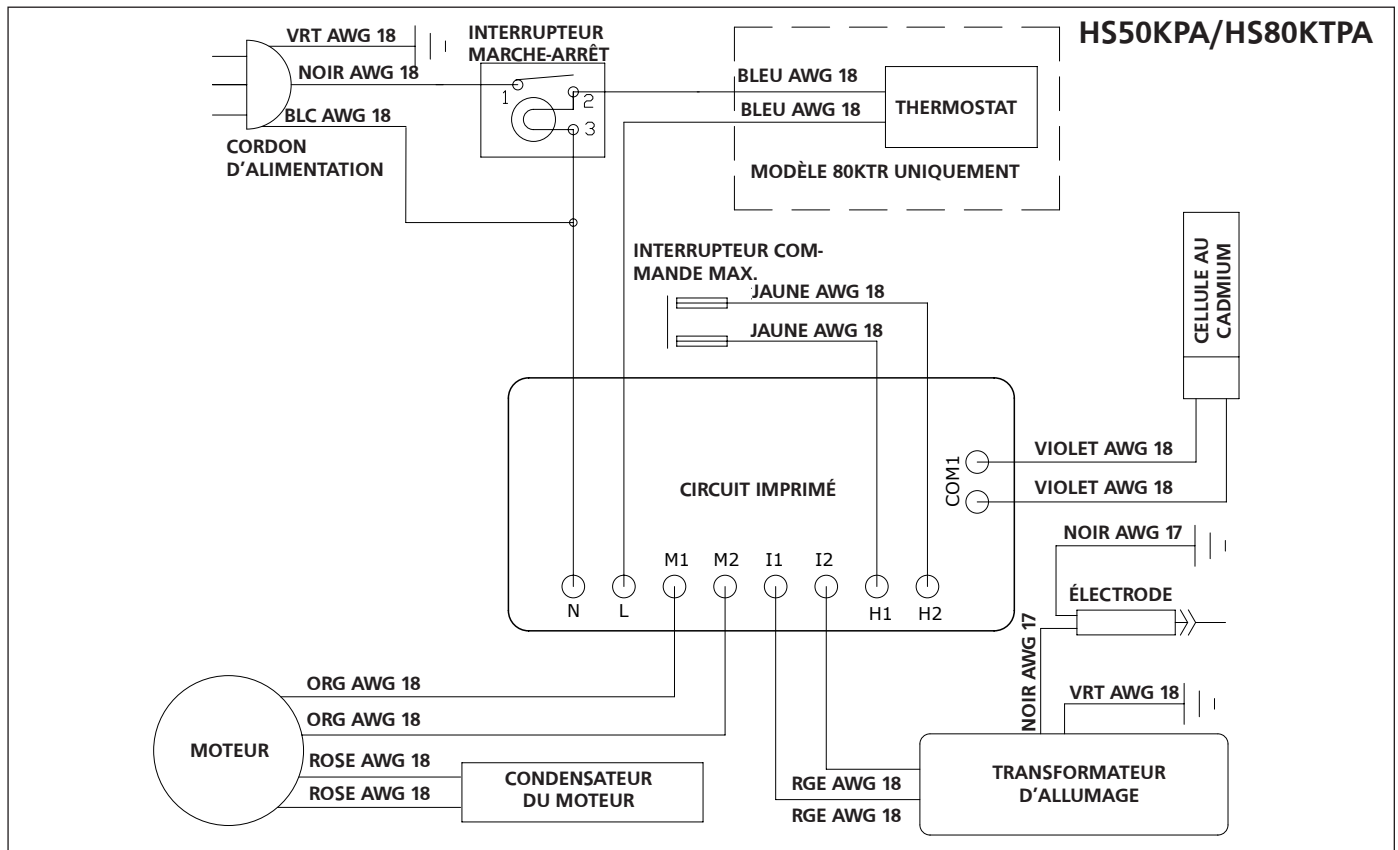 HS50KPA/HS80KTPA
VRT AWG 18
NOIR AWG 18
BLC AWG 18
CORDON
D’ALIMENTATION
INTERRUPTEUR
MARCHE-ARRÊT
1
2
3
BLEU AWG 18
BLEU AWG 18
THERMOSTAT
MODÈLE 80KTR UNIQUEMENT
INTERRUPTEUR COM-
MANDE MAX.
JAUNE AWG 18
JAUNE AWG 18
CELLULE AU
CADMIUM
VIOLET AWG 18
VIOLET AWG 18
COM1
CIRCUIT IMPRIMÉ
N
L
M1
M2
I1
I2
H1
H2
NOIR AWG 17
ÉLECTRODE
NOIR AWG 17
VRT AWG 18
ORG AWG 18
ORG AWG 18
MOTEUR
ROSE AWG 18
ROSE AWG 18
CONDENSATEUR
DU MOTEUR
RGE AWG 18
RGE AWG 18
TRANSFORMATEUR
D’ALLUMAGE